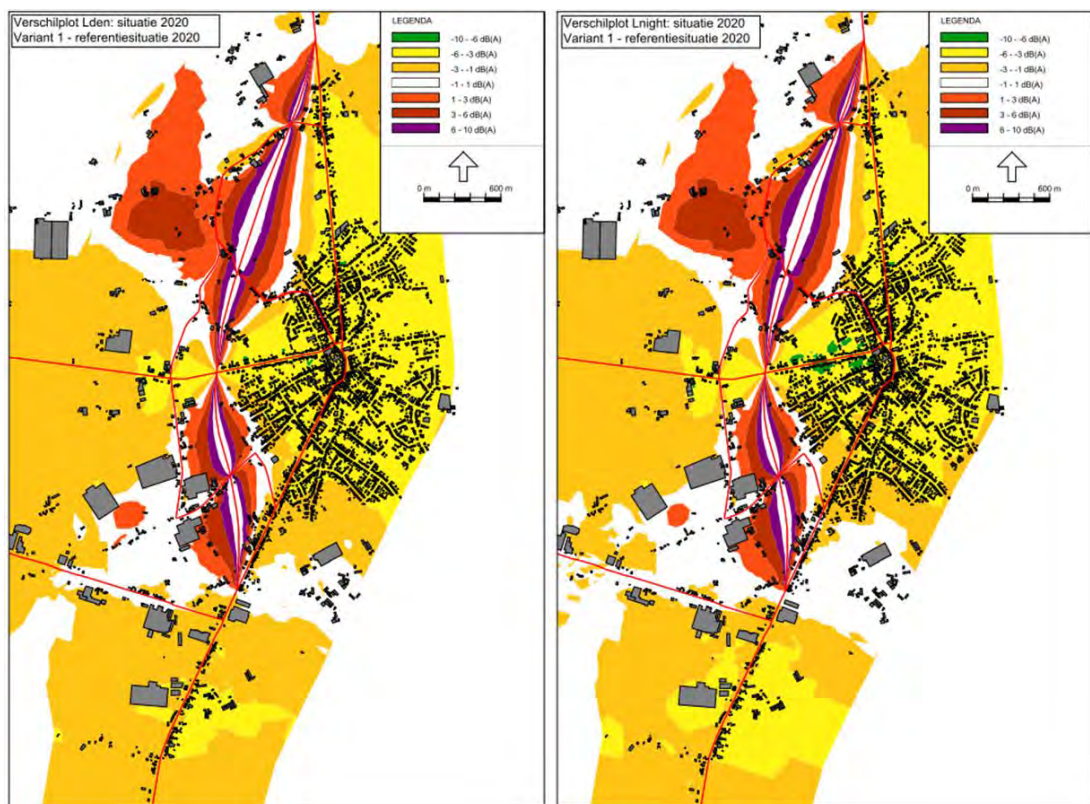 Verschilplot Lden: situatie 2020
Variant 1 - referentiesituatie 2020
LEGENDA
-10 - -6 dB(A)
-6 - -3 dB(A)
-3 - -1 dB(A)
-1 - 1 dB(A)
1 - 3 dB(A)
3 - 6 dB(A)
6 - 10 dB(A)
0 m 600 m
Verschilplot Lnight: situatie 2020
Variant 1 - referentiesituatie 2020
LEGENDA
-10 - -6 dB(A)
-6 - -3 dB(A)
-3 - -1 dB(A)
-1 - 1 dB(A)
1 - 3 dB(A)
3 - 6 dB(A)
6 - 10 dB(A)
0 m 600 m